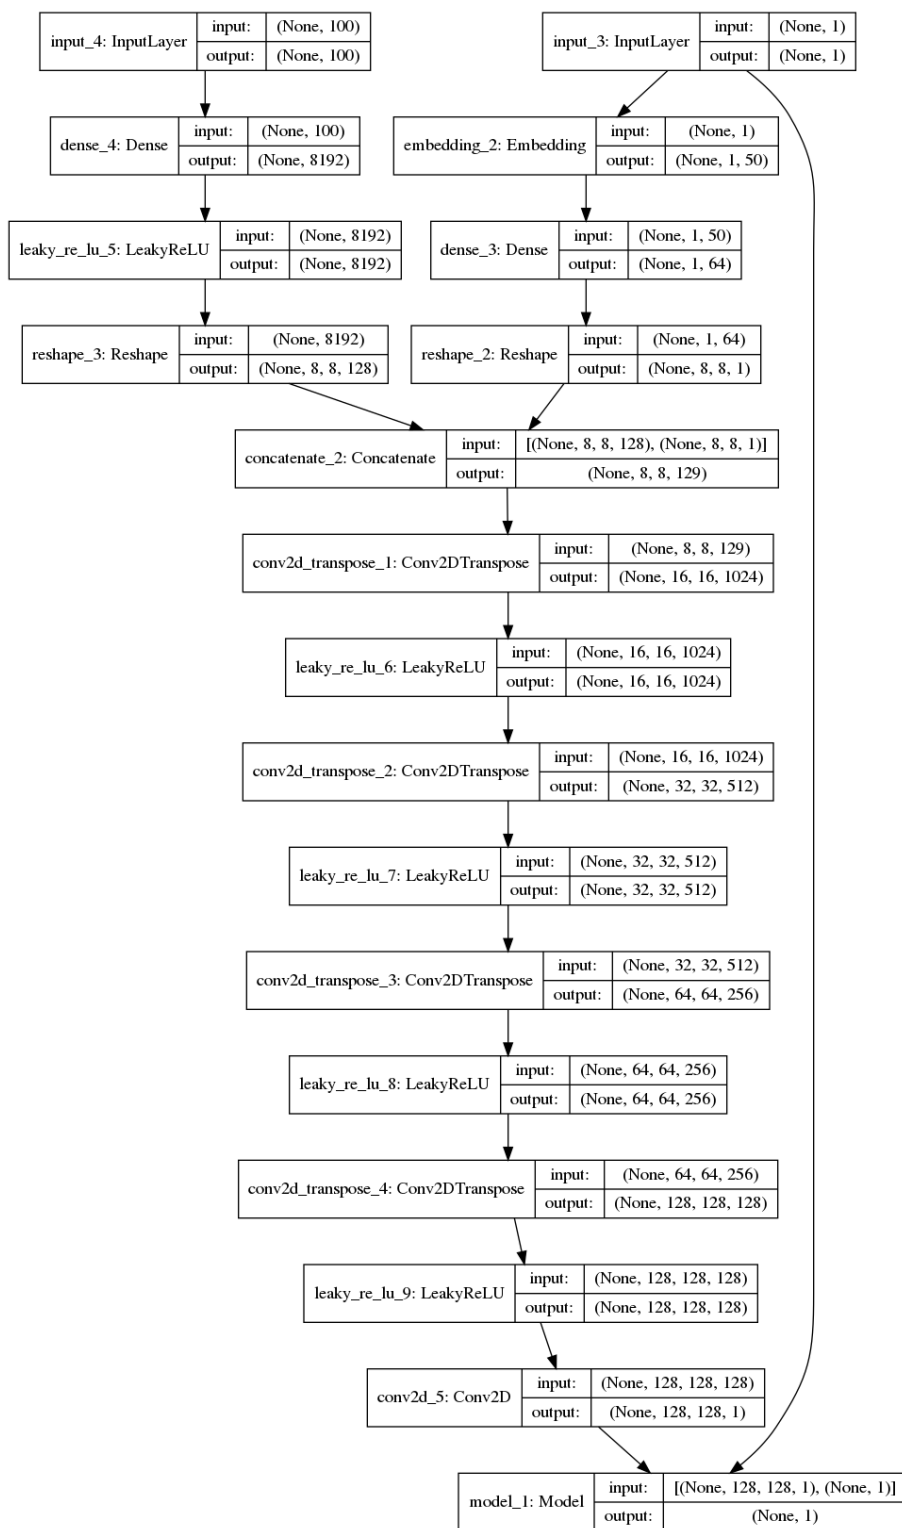 input_4: InputLayer
input: (None, 100)
output: (None, 100)
input_3: InputLayer
input: (None, 1)
output: (None, 1)
dense_4: Dense
input: (None, 100)
output: (None, 8192)
embedding_2: Embedding
input: (None, 1)
output: (None, 1, 50)
leaky_re_lu_5: LeakyReLU
input: (None, 8192)
output: (None, 8192)
dense_3: Dense
input: (None, 1, 50)
output: (None, 1, 64)
reshape_3: Reshape
input: (None, 8192)
output: (None, 8, 8, 128)
reshape_2: Reshape
input: (None, 1, 64)
output: (None, 8, 8, 1)
concatenate_2: Concatenate
input: [(None, 8, 8, 128), (None, 8, 8, 1)]
output: (None, 8, 8, 129)
conv2d_transpose_1: Conv2DTranspose
input: (None, 8, 8, 129)
output: (None, 16, 16, 1024)
leaky_re_lu_6: LeakyReLU
input: (None, 16, 16, 1024)
output: (None, 16, 16, 1024)
conv2d_transpose_2: Conv2DTranspose
input: (None, 16, 16, 1024)
output: (None, 32, 32, 512)
leaky_re_lu_7: LeakyReLU
input: (None, 32, 32, 512)
output: (None, 32, 32, 512)
conv2d_transpose_3: Conv2DTranspose
input: (None, 32, 32, 512)
output: (None, 64, 64, 256)
leaky_re_lu_8: LeakyReLU
input: (None, 64, 64, 256)
output: (None, 64, 64, 256)
conv2d_transpose_4: Conv2DTranspose
input: (None, 64, 64, 256)
output: (None, 128, 128, 128)
leaky_re_lu_9: LeakyReLU
input: (None, 128, 128, 128)
output: (None, 128, 128, 128)
conv2d_5: Conv2D
input: (None, 128, 128, 128)
output: (None, 128, 128, 1)
model_1: Model
input: [(None, 128, 128, 1), (None, 1)]
output: (None, 1)